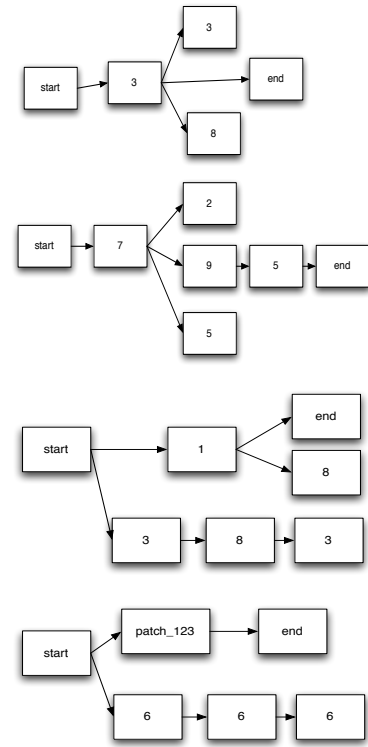 3
start 3 end
8
2
start 7 9 5 end
5
end
start 1
8
3 8 3
patch_123 end
start
6 6 6